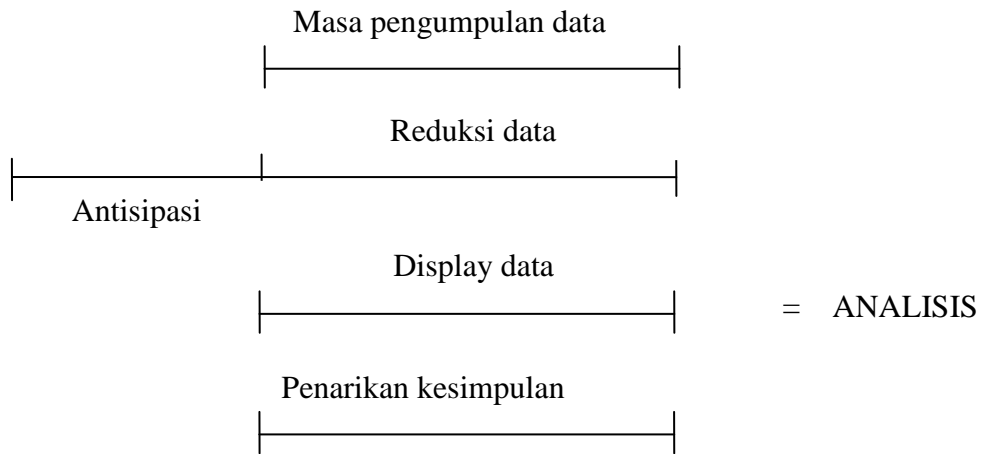 Masa pengumpulan data
Reduksi data
Antisipasi
Display data
= ANALISIS
Penarikan kesimpulan